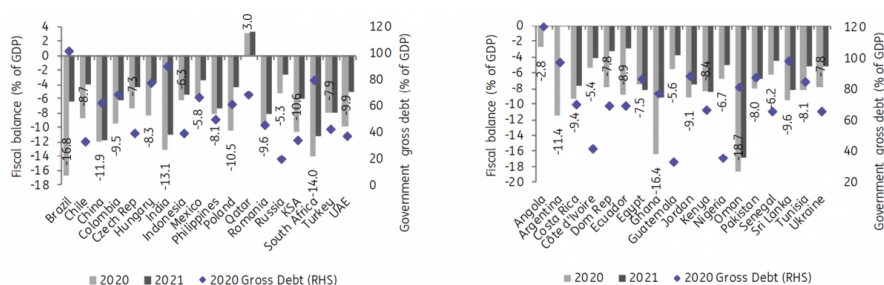 Fiscal balance (% of GDP)
4
2
0
-2
-4
-6
-8
-10
-12
-14
-16
-18
-16.8
-8.7
-11.9
-9.5
-7.3
-8.3
-13.1
-6.3
-5.8
-8.1
-10.5
3.0
-9.6
-5.3
-10.6
-14.0
-7.9
-9.9
120
100
80
60
40
20
0
Government gross debt (% of GDP)
Brazil
Chile
China
Colombia
Czech Rep
Hungary
India
Indonesia
Mexico
Philippines
Poland
Qatar
Romania
Russia
KSA
South Africa
Turkey
UAE
2020 2021 2020 Gross Debt (RHS)
Fiscal balance (% of GDP)
0
-2
-4
-6
-8
-10
-12
-14
-16
-18
-20
-2.8
-11.4
-9.4
-5.4
-7.8
-8.9
-7.5
-16.4
-5.6
-9.1
-8.4
-6.7
-18.7
-8.0
-6.2
-9.6
-8.1
-7.8
120
100
80
60
40
20
Government gross debt (% of GDP)
Angola
Argentina
Costa Rica
Côte d'Ivoire
Dom Rep
Ecuador
Egypt
Ghana
Guatemala
Jordan
Kenya
Nigeria
Oman
Pakistan
Senegal
Sri Lanka
Tunisia
Ukraine
2020 2021 2020 Gross Debt (RHS)